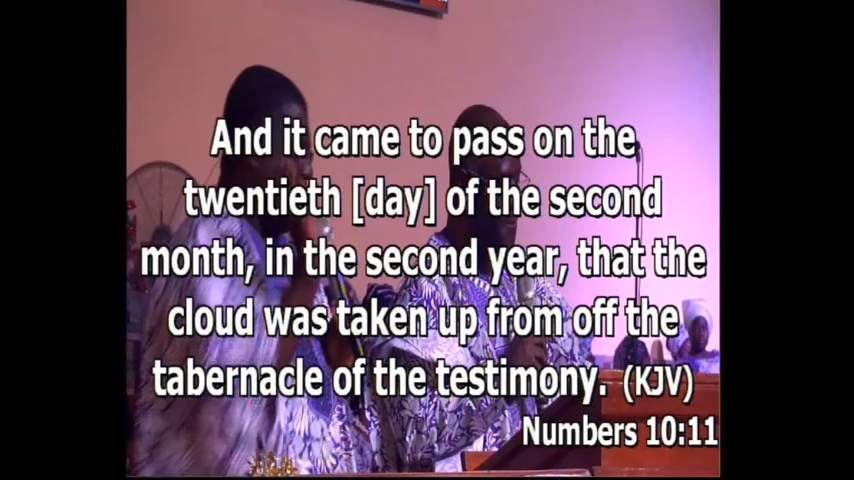 And it came to pass on the
twentieth [day] of the second
month, in the second year, that the
cloud was taken up from off the
tabernacle of the testimony. (KJV)
Numbers 10:11